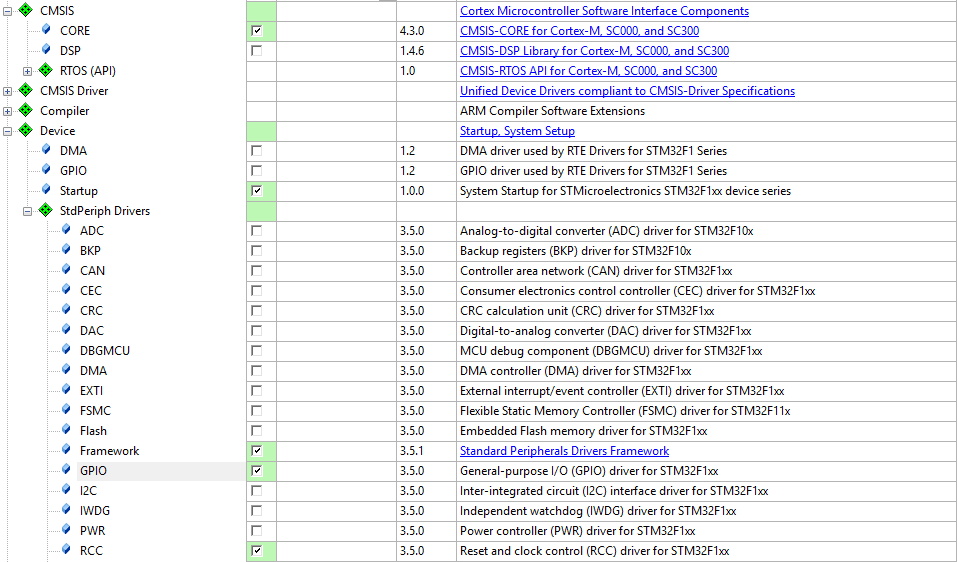 CMSIS Cortex Microcontroller Software Interface Components
CORE 4.3.0 CMSIS-CORE for Cortex-M, SC000, and SC300
DSP 1.4.6 CMSIS-DSP Library for Cortex-M, SC000, and SC300
RTOS (API) 1.0 CMSIS-RTOS API for Cortex-M, SC000, and SC300
CMSIS Driver Unified Device Drivers compliant to CMSIS-Driver Specifications
Compiler ARM Compiler Software Extensions
Device Startup, System Setup
DMA 1.2 DMA driver used by RTE Drivers for STM32F1 Series
GPIO 1.2 GPIO driver used by RTE Drivers for STM32F1 Series
Startup 1.0.0 System Startup for STMicroelectronics STM32F1xx device series
StdPeriph Drivers
ADC 3.5.0 Analog-to-digital converter (ADC) driver for STM32F10x
BKP 3.5.0 Backup registers (BKP) driver for STM32F10x
CAN 3.5.0 Controller area network (CAN) driver for STM32F1xx
CEC 3.5.0 Consumer electronics control controller (CEC) driver for STM32F1xx
CRC 3.5.0 CRC calculation unit (CRC) driver for STM32F1xx
DAC 3.5.0 Digital-to-analog converter (DAC) driver for STM32F1xx
DBGMCU 3.5.0 MCU debug component (DBGMCU) driver for STM32F1xx
DMA 3.5.0 DMA controller (DMA) driver for STM32F1xx
EXTI 3.5.0 External interrupt/event controller (EXTI) driver for STM32F1xx
FSMC 3.5.0 Flexible Static Memory Controller (FSMC) driver for STM32F11x
Flash 3.5.0 Embedded Flash memory driver for STM32F1xx
Framework 3.5.1 Standard Peripherals Drivers Framework
GPIO 3.5.0 General-purpose I/O (GPIO) driver for STM32F1xx
I2C 3.5.0 Inter-integrated circuit (I2C) interface driver for STM32F1xx
IWDG 3.5.0 Independent watchdog (IWDG) driver for STM32F1xx
PWR 3.5.0 Power controller (PWR) driver for STM32F1xx
RCC 3.5.0 Reset and clock control (RCC) driver for STM32F1xx